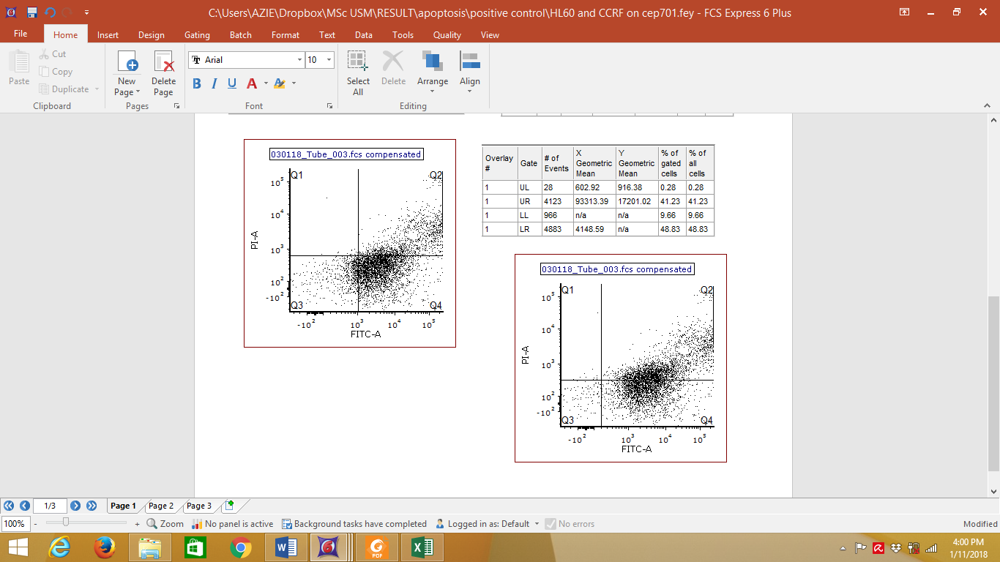 C:\Users\AZIE\Dropbox\MSc USM\RESULT\apoptosis\positive control\HL60 and CCRF on cep701.fey - FCS Express 6 Plus
File Home Insert Design Gating Batch Format Text Data Tools Quality View
Paste
Cut
Copy
Duplicate
Clipboard
New Page
Delete Page
Pages
Arial 10
B I U A
Font
Select All
Delete
Arrange
Align
Editing
030118_Tube_003.fcs compensated
Q1 Q2
Q3 Q4
10^5
10^4
10^3
10^2
-10^2
PI-A
-10^2 10^3 10^4 10^5
FITC-A
Overlay # Gate # of Events X Geometric Mean Y Geometric Mean % of gated cells % of all cells
1 UL 28 602.92 916.38 0.28 0.28
1 UR 4123 93313.39 17201.02 41.23 41.23
1 LL 966 n/a n/a 9.66 9.66
1 LR 4883 4148.59 n/a 48.83 48.83
030118_Tube_003.fcs compensated
Q1 Q2
Q3 Q4
10^5
10^4
10^3
10^2
-10^2
PI-A
-10^2 10^3 10^4 10^5
FITC-A
1/3 Page 1 Page 2 Page 3
100% - + Zoom No panel is active Background tasks have completed Logged in as: Default No errors Modified
PDF
4:00 PM
1/11/2018